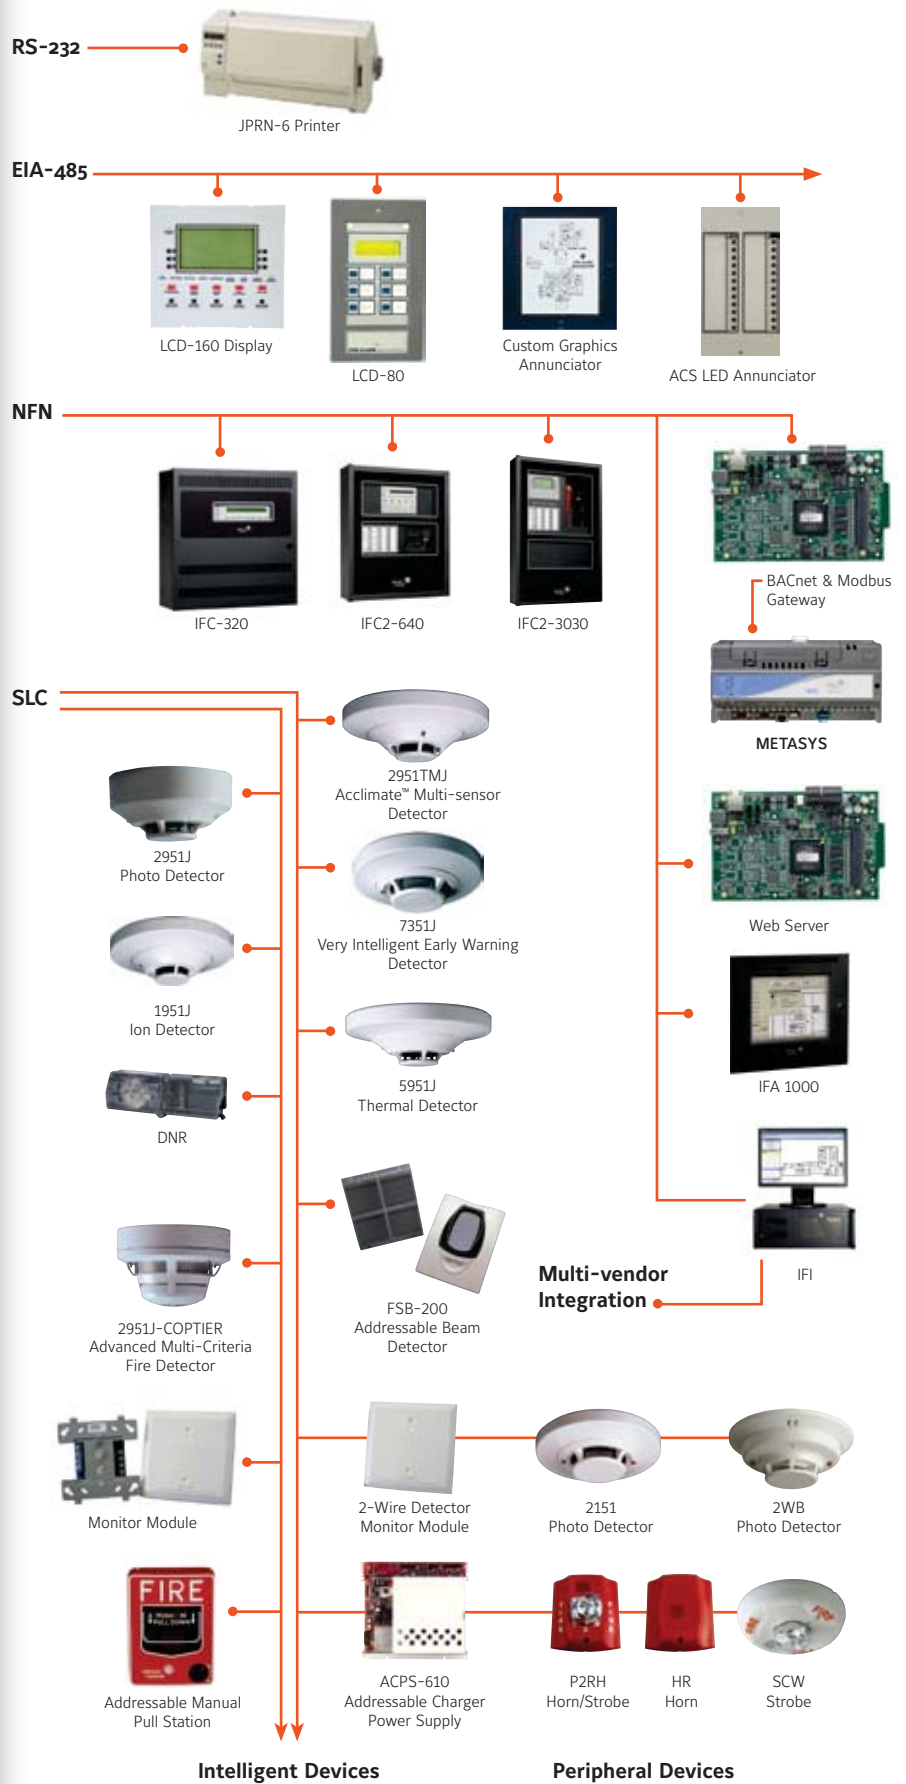 RS-232
JPRN-6 Printer
EIA-485
LCD-160 Display
LCD-80
Custom Graphics
Annunciator
ACS LED Annunciator
NFN
IFC-320
IFC2-640
IFC2-3030
BACnet & Modbus
Gateway
METASYS
SLC
2951TMJ
Acclimate™ Multi-sensor
Detector
2951J
Photo Detector
7351J
Very Intelligent Early Warning
Detector
Web Server
1951J
Ion Detector
5951J
Thermal Detector
IFA 1000
DNR
2951J-COPTIER
Advanced Multi-Criteria
Fire Detector
FSB-200
Addressable Beam
Detector
IFI
Multi-vendor
Integration
Monitor Module
2-Wire Detector
Monitor Module
2151
Photo Detector
2WB
Photo Detector
FIRE
PULL DOWN
Addressable Manual
Pull Station
ACPS-610
Addressable Charger
Power Supply
P2RH
Horn/Strobe
HR
Horn
FIRE
SCW
Strobe
Intelligent Devices
Peripheral Devices